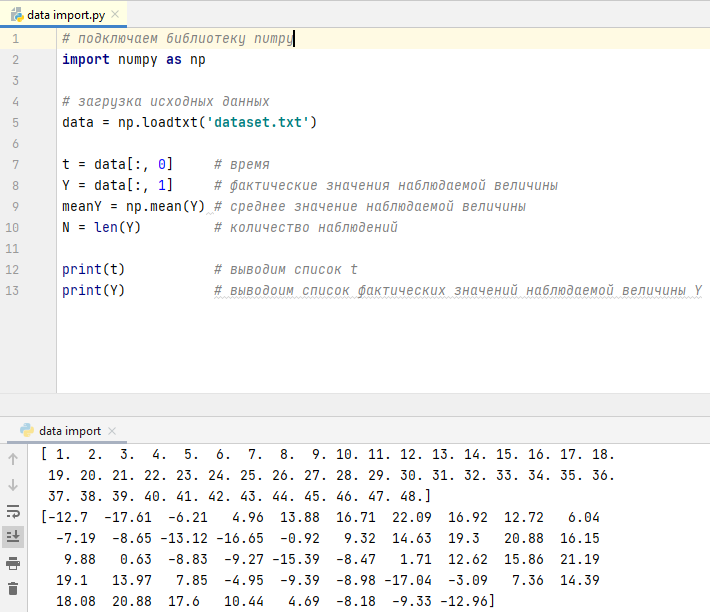 data import.py
1 # подключаем библиотеку numpy
2 import numpy as np
3
4 # загрузка исходных данных
5 data = np.loadtxt('dataset.txt')
6
7 t = data[:, 0] # время
8 Y = data[:, 1] # фактические значения наблюдаемой величины
9 meanY = np.mean(Y) # среднее значение наблюдаемой величины
10 N = len(Y) # количество наблюдений
11
12 print(t) # выводим список t
13 print(Y) # выводоим список фактических значений наблюдаемой величины Y
data import
[ 1. 2. 3. 4. 5. 6. 7. 8. 9. 10. 11. 12. 13. 14. 15. 16. 17. 18.
19. 20. 21. 22. 23. 24. 25. 26. 27. 28. 29. 30. 31. 32. 33. 34. 35. 36.
37. 38. 39. 40. 41. 42. 43. 44. 45. 46. 47. 48.]
[-12.7 -17.61 -6.21 4.96 13.88 16.71 22.09 16.92 12.72 6.04
-7.19 -8.65 -13.12 -16.65 -0.92 9.32 14.63 19.3 20.88 16.15
9.88 0.63 -8.83 -9.27 -15.39 -8.47 1.71 12.62 15.86 21.19
19.1 13.97 7.85 -4.95 -9.39 -8.98 -17.04 -3.09 7.36 14.39
18.08 20.88 17.6 10.44 4.69 -8.18 -9.33 -12.96]